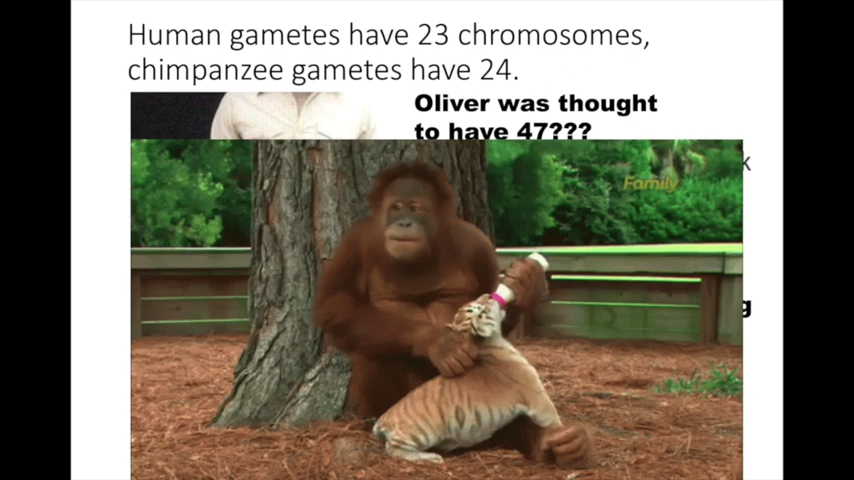 Human gametes have 23 chromosomes,
chimpanzee gametes have 24.
Oliver was thought
to have 47???
Family